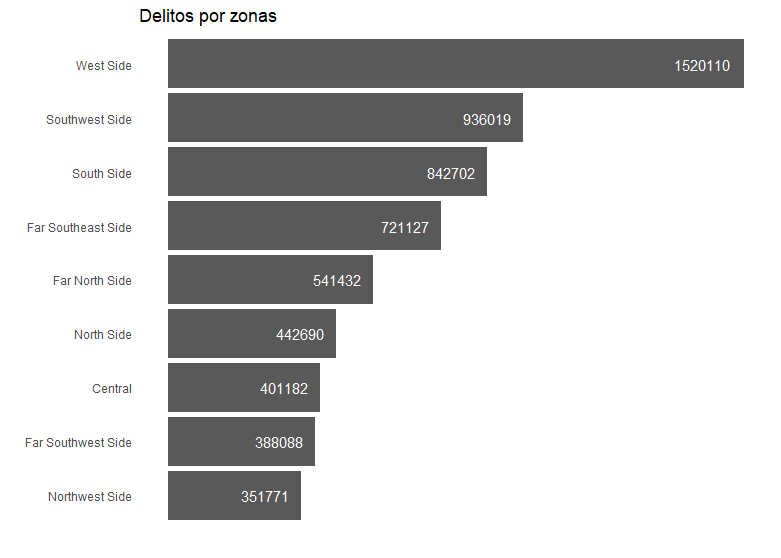 Delitos por zonas
West Side 1520110
Southwest Side 936019
South Side 842702
Far Southeast Side 721127
Far North Side 541432
North Side 442690
Central 401182
Far Southwest Side 388088
Northwest Side 351771